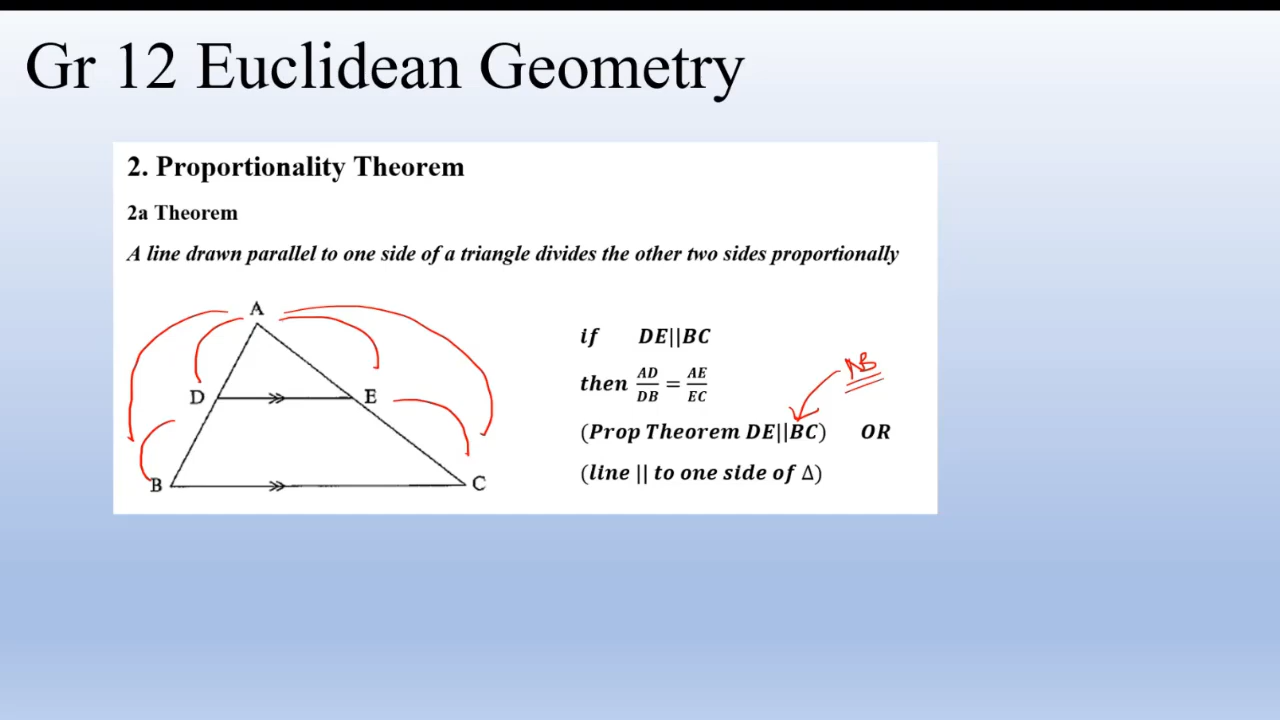 Gr 12 Euclidean Geometry
2. Proportionality Theorem
2a Theorem
A line drawn parallel to one side of a triangle divides the other two sides proportionally
A
D
E
B
C
if DE||BC
then AD/DB = AE/EC
NB
(Prop Theorem DE||BC) OR
(line || to one side of Δ)